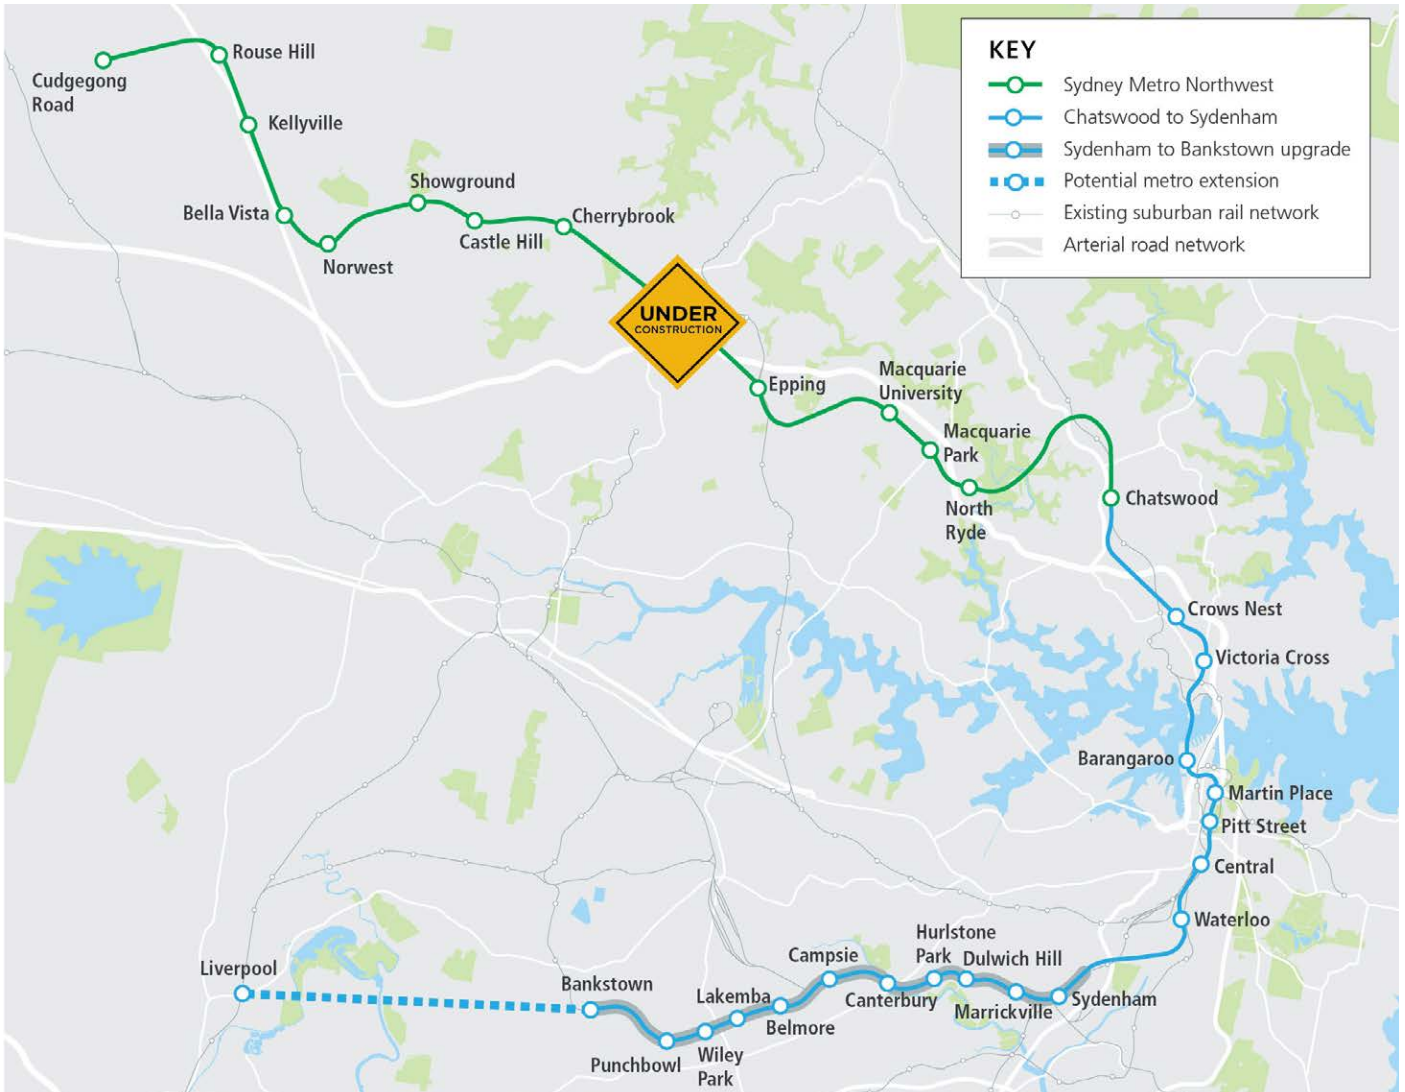 KEY
Sydney Metro Northwest
Chatswood to Sydenham
Sydenham to Bankstown upgrade
Potential metro extension
Existing suburban rail network
Arterial road network
Cudgegong
Road
Rouse Hill
Kellyville
Bella Vista
Norwest
Showground
Castle Hill
Cherrybrook
UNDER
CONSTRUCTION
Epping
Macquarie
University
Macquarie
Park
North
Ryde
Chatswood
Crows Nest
Victoria Cross
Barangaroo
Martin Place
Pitt Street
Central
Waterloo
Sydenham
Marrickville
Dulwich Hill
Hurlstone
Park
Canterbury
Campsie
Belmore
Lakemba
Wiley
Park
Punchbowl
Bankstown
Liverpool